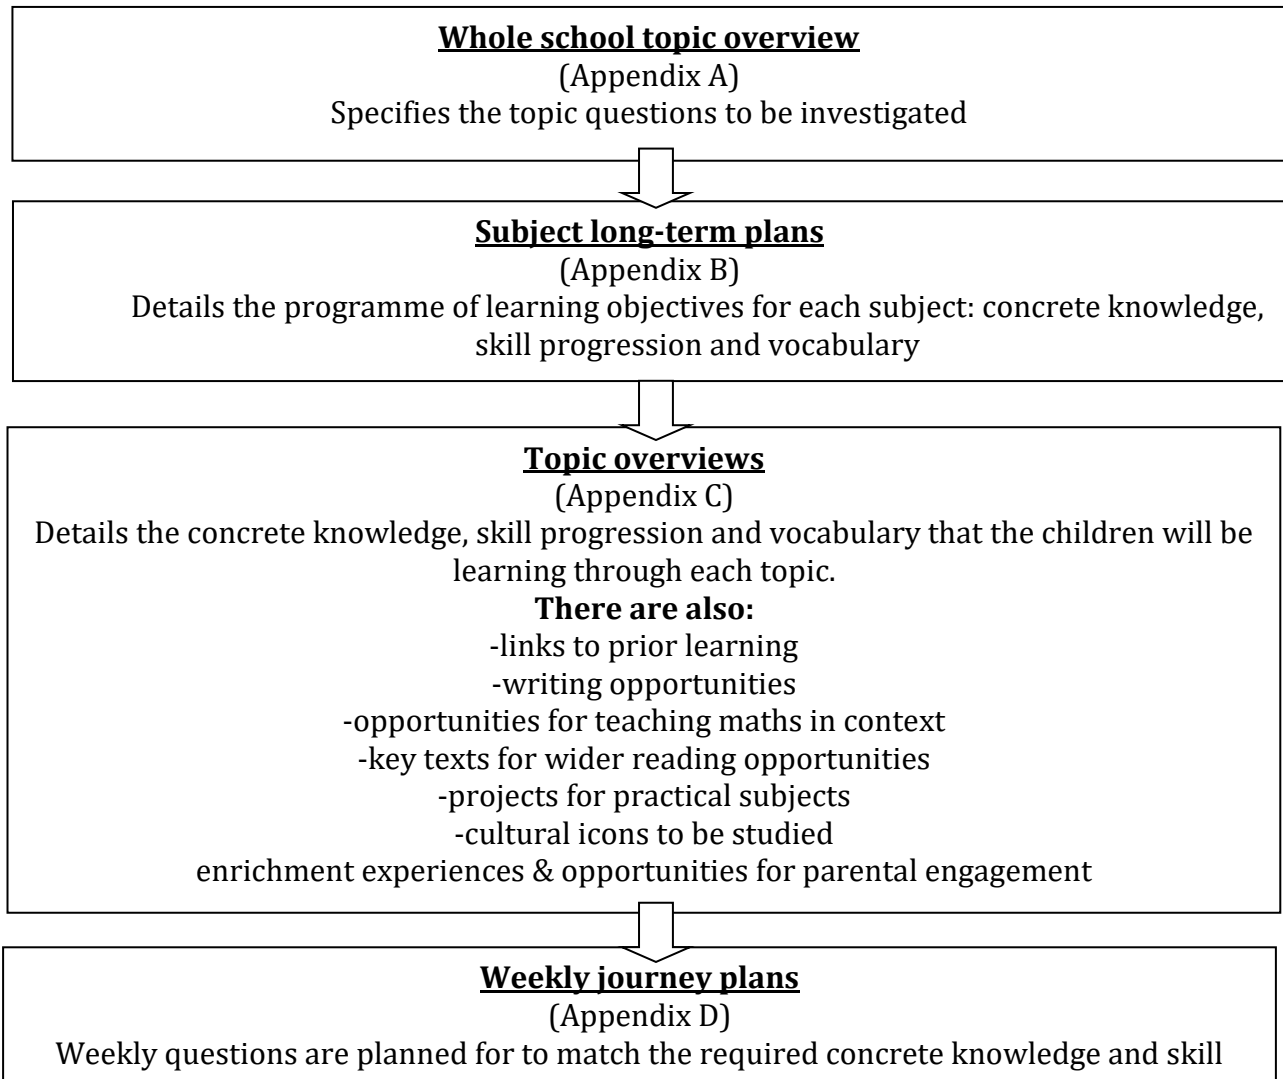 Whole school topic overview
(Appendix A)
Specifies the topic questions to be investigated
Subject long-term plans
(Appendix B)
Details the programme of learning objectives for each subject: concrete knowledge,
skill progression and vocabulary
Topic overviews
(Appendix C)
Details the concrete knowledge, skill progression and vocabulary that the children will be
learning through each topic.
There are also:
-links to prior learning
-writing opportunities
-opportunities for teaching maths in context
-key texts for wider reading opportunities
-projects for practical subjects
-cultural icons to be studied
enrichment experiences & opportunities for parental engagement
Weekly journey plans
(Appendix D)
Weekly questions are planned for to match the required concrete knowledge and skill